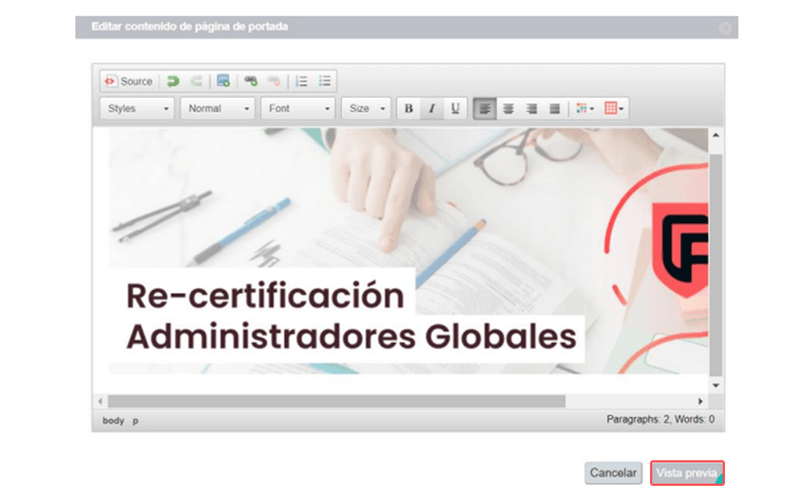 Editar contenido de página de portada
Source
Styles Normal Font Size B I U
Re-certificación
Administradores Globales
body p
Paragraphs: 2, Words: 0
Cancelar Vista previa